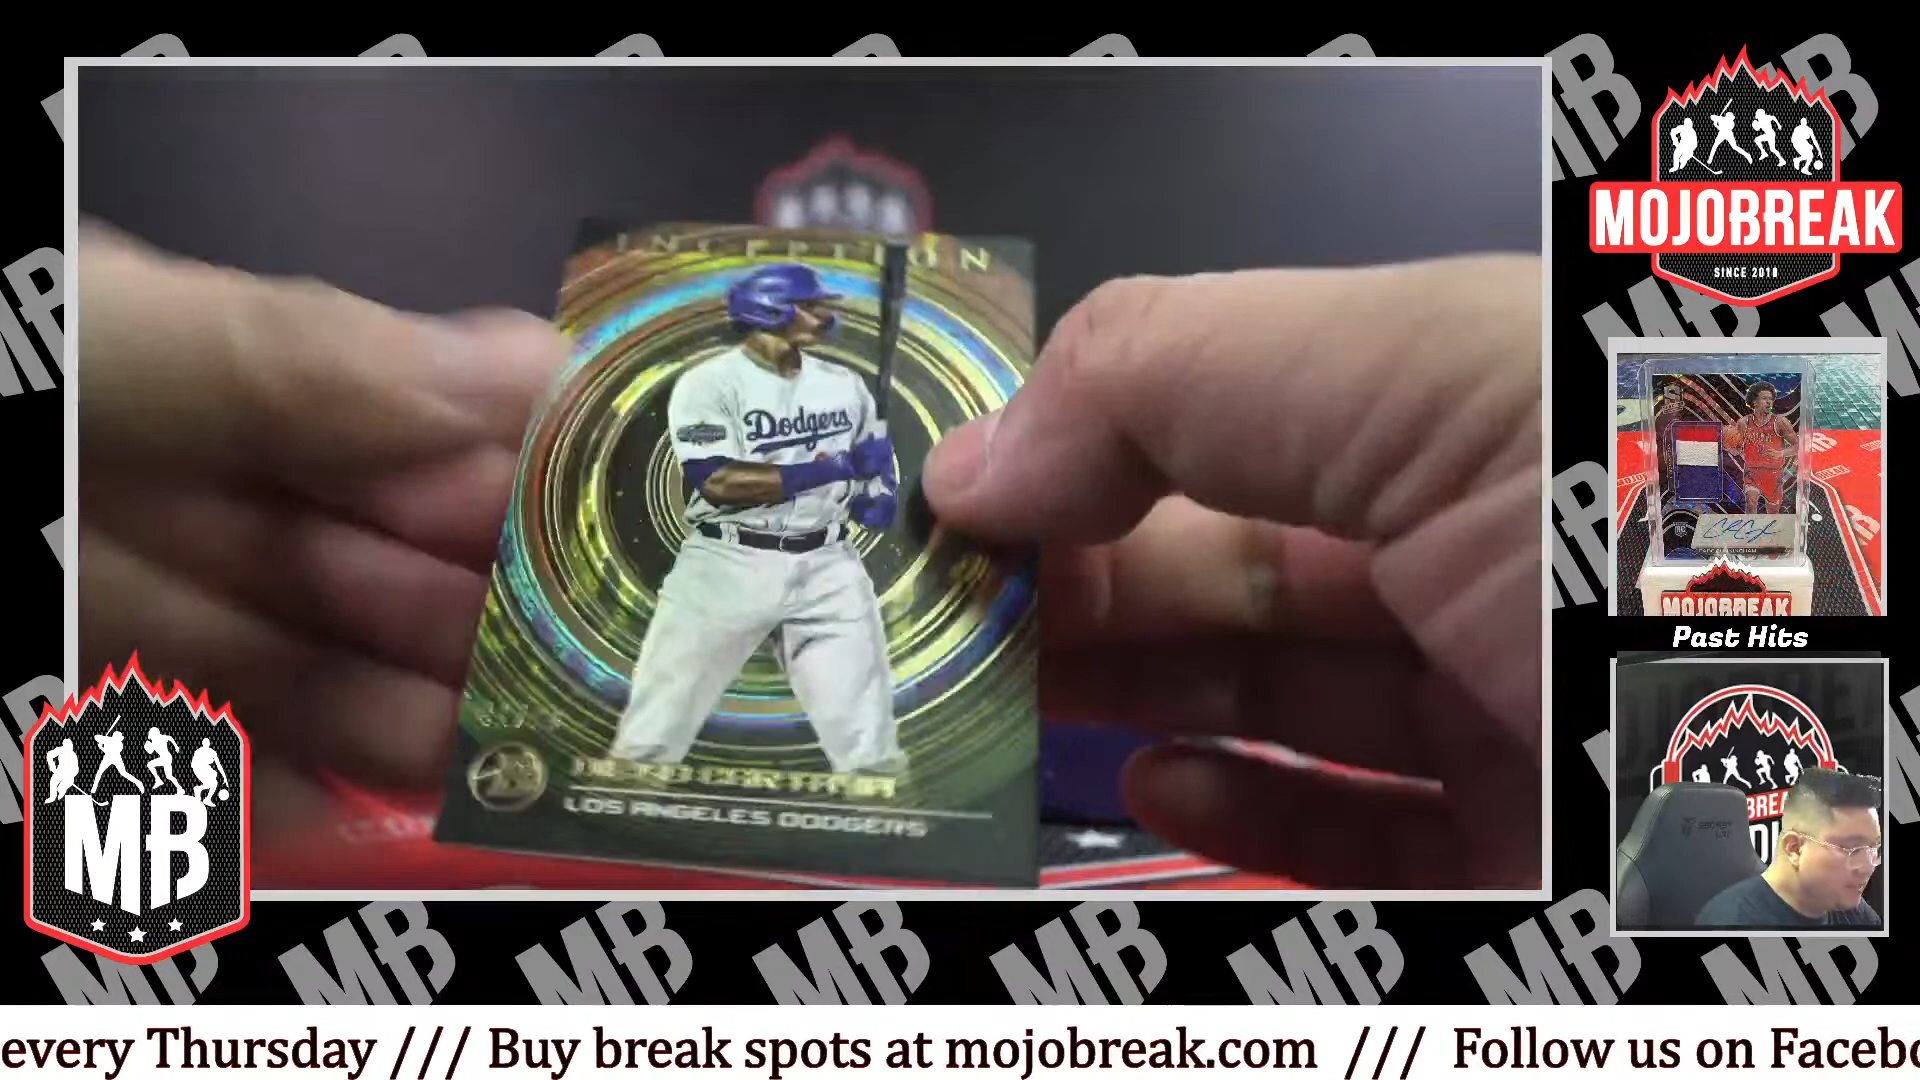 INCEPTION
Dodgers
LOS ANGELES DODGERS
MB
MOJOBREAK
SINCE 2010
MOJOBREAK
Past Hits
every Thursday /// Buy break spots at mojobreak.com /// Follow us on Facebo